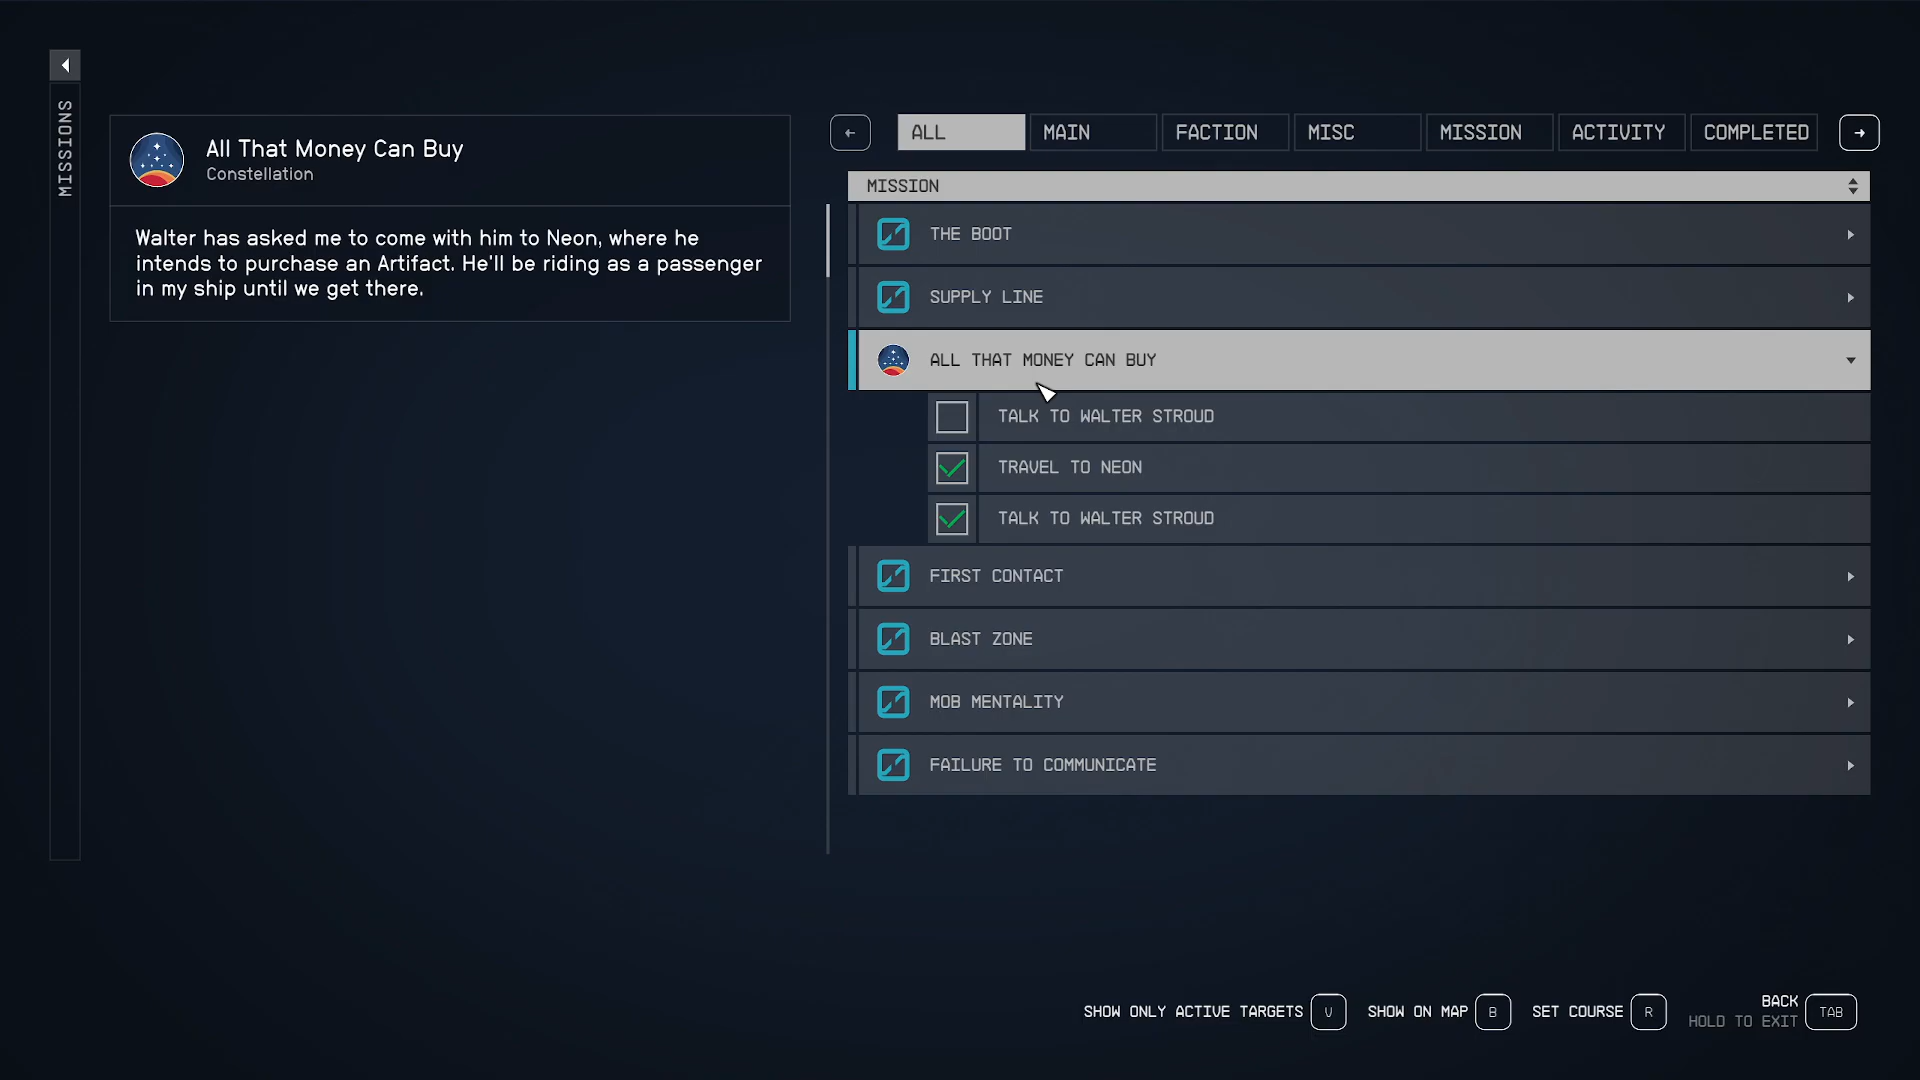 MISSIONS
All That Money Can Buy
Constellation
Walter has asked me to come with him to Neon, where he
intends to purchase an Artifact. He'll be riding as a passenger
in my ship until we get there.
ALL
MAIN
FACTION
MISC
MISSION
ACTIVITY
COMPLETED
MISSION
THE BOOT
SUPPLY LINE
ALL THAT MONEY CAN BUY
TALK TO WALTER STROUD
TRAVEL TO NEON
TALK TO WALTER STROUD
FIRST CONTACT
BLAST ZONE
MOB MENTALITY
FAILURE TO COMMUNICATE
SHOW ONLY ACTIVE TARGETS V
SHOW ON MAP B
SET COURSE R
BACK
HOLD TO EXIT
TAB